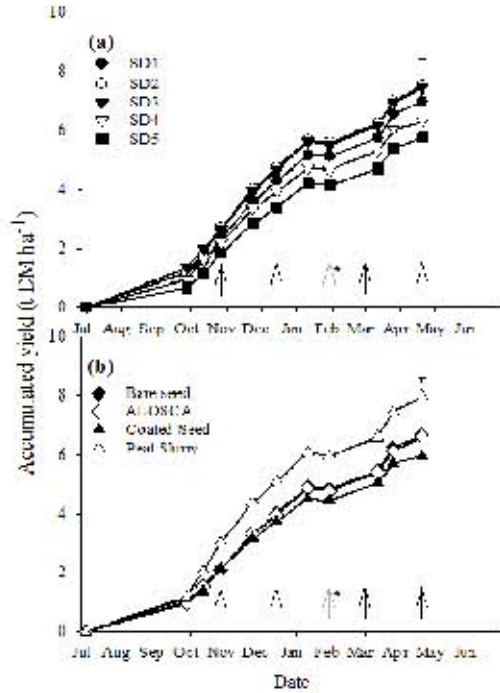 Accumulated yield (t DM ha⁻¹)
10
(a)
SD1
SD2
SD3
SD4
SD5
8
6
4
2
0
*
Jul Aug Sep Oct Nov Dec Jan Feb Mar Apr May Jun
10
(b)
Bare seed
ALOSCA
Coated Seed
Peat Slurry
8
6
4
2
0
*
Jul Aug Sep Oct Nov Dec Jan Feb Mar Apr May Jun
Date